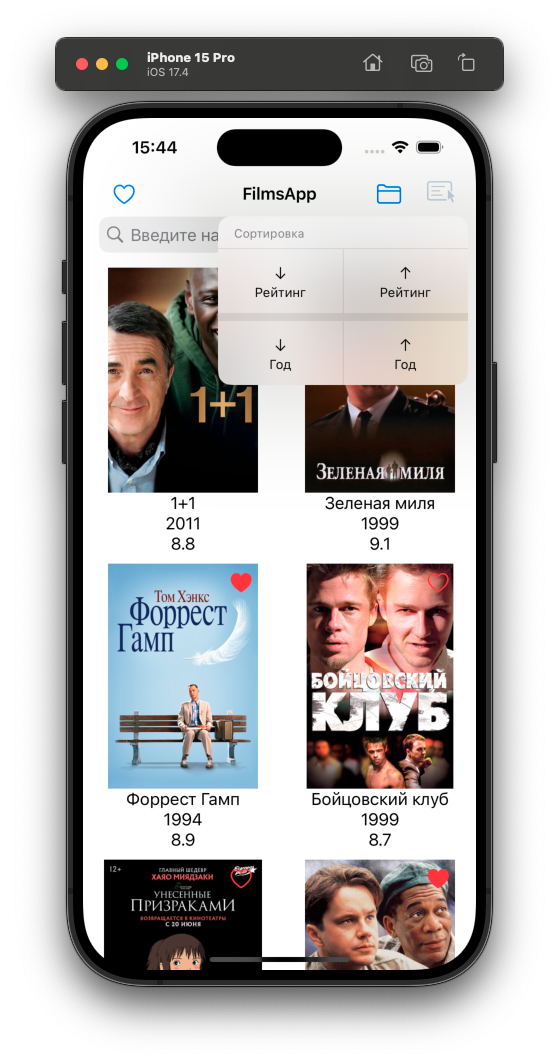 iPhone 15 Pro
iOS 17.4
15:44
FilmsApp
Введите на
Сортировка
↓ ↑
Рейтинг Рейтинг
↓ ↑
Год Год
1+1
ЗЕЛЕНАЯ МИЛЯ
1+1
2011
8.8
Зеленая миля
1999
9.1
Том Хэнкс
Форрест
Гамп
БОЙЦОВСКИЙ
КЛУБ
Форрест Гамп
1994
8.9
Бойцовский клуб
1999
8.7
12+
ГЛАВНЫЙ ШЕДЕВР
ХАЯО МИЯДЗАКИ
УНЕСЕННЫЕ
ПРИЗРАКАМИ
ВОЗВРАЩАЕТСЯ В КИНОТЕАТРЫ
С 20 ИЮНЯ